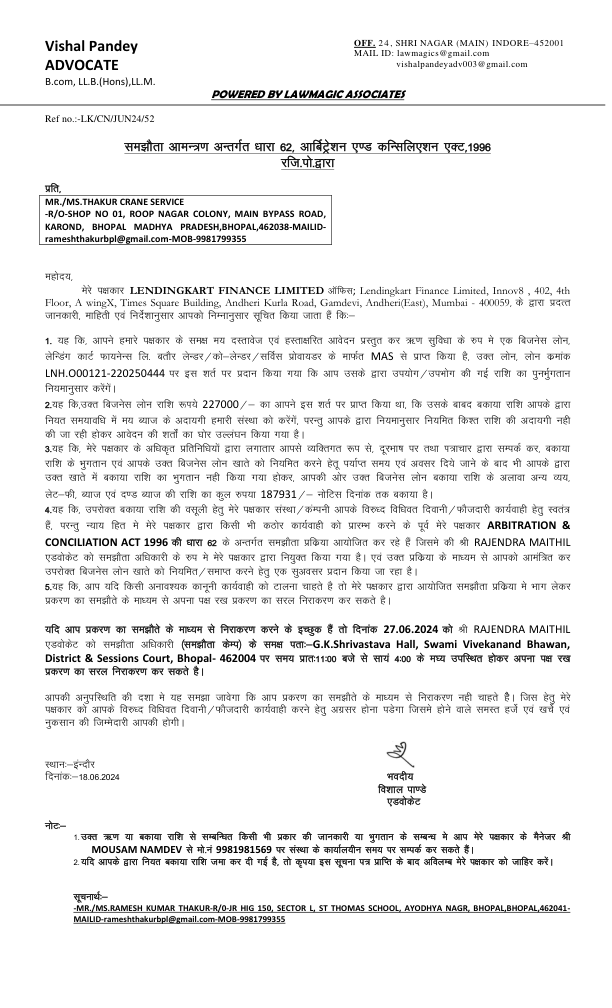 Vishal Pandey
ADVOCATE
B.com, LL.B.(Hons),LL.M.
OFF. 24, SHRI NAGAR (MAIN) INDORE–452001
MAIL ID: lawmagics@gmail.com
vishalpandeyadv003@gmail.com
POWERED BY LAWMAGIC ASSOCIATES
Ref no.:-LK/CN/JUN24/52
समझौता आमन्त्रण अन्तर्गत धारा 62, आर्बिट्रेशन एण्ड कन्सिलिएशन एक्ट,1996
रजि.पो.द्वारा
प्रति,
MR./MS.THAKUR CRANE SERVICE
-R/O-SHOP NO 01, ROOP NAGAR COLONY, MAIN BYPASS ROAD,
KAROND, BHOPAL MADHYA PRADESH,BHOPAL,462038-MAILID-
rameshthakurbpl@gmail.com-MOB-9981799355
महोदय,
मेरे पक्षकार LENDINGKART FINANCE LIMITED ऑफिस; Lendingkart Finance Limited, Innov8 , 402, 4th
Floor, A wingX, Times Square Building, Andheri Kurla Road, Gamdevi, Andheri(East), Mumbai - 400059, के द्वारा प्रदत्त
जानकारी, माहिती एवं निर्देशानुसार आपको निम्नानुसार सूचित किया जाता हैं कि:–
1. यह कि, आपने हमारे पक्षकार के समक्ष मय दस्तावेज एवं हस्ताक्षरित आवेदन प्रस्तुत कर ऋण सुविधा के रुप मे एक बिजनेस लोन,
लेन्डिंग कार्ट फायनेन्स लि. बतौर लेन्डर/को–लेन्डर/सर्विस प्रोवायडर के मार्फत MAS से प्राप्त किया है, उक्त लोन, लोन क्रमांक
LNH.O00121-220250444 पर इस शर्त पर प्रदान किया गया कि आप उसके द्वारा उपयोग/उपभोग की गई राशि का पुनर्मुगतान
नियमानुसार करेंगें।
2.यह कि,उक्त बिजनेस लोन राशि रूपये 227000/– का आपने इस शर्त पर प्राप्त किया था, कि उसके बाबद बकाया राशि आपके द्वारा
नियत समयावधि में मय ब्याज के अदायगी हमारी संस्था को करेंगें, परन्तु आपके द्वारा नियमानुसार नियमित किश्त राशि की अदायगी नही
की जा रही होकर आवेदन की शर्तों का घोर उल्लंघन किया गया है।
3.यह कि, मेरे पक्षकार के अधिकृत प्रतिनिधियों द्वारा लगातार आपसे व्यक्तिगत रूप से, दूरभाष पर तथा पत्राचार द्वारा सम्पर्क कर, बकाया
राशि के भुगतान एवं आपके उक्त बिजनेस लोन खाते को नियमित करने हेतू पर्याप्त समय एवं अवसर दिये जाने के बाद भी आपके द्वारा
उक्त खाते में बकाया राशि का भुगतान नही किया गया होकर, आपकी ओर उक्त बिजनेस लोन बकाया राशि के अलावा अन्य व्यय,
लेट–फी, ब्याज एवं दण्ड ब्याज की राशि का कुल रुपया 187931/– नोटिस दिनांक तक बकाया है।
4.यह कि, उपरोक्त बकाया राशि की वसूली हेतु मेरे पक्षकार संस्था/कंम्पनी आपके विरुध्द विधिवत दिवानी/फौजदारी कार्यवाही हेतु स्वतंत्र
हैं, परन्तु न्याय हित मे मेरे पक्षकार द्वारा किसी भी कठोर कार्यवाही को प्रारम्भ करने के पूर्व मेरे पक्षकार ARBITRATION &
CONCILIATION ACT 1996 की धारा 62 के अन्तर्गत समझौता प्रक्रिया आयोजित कर रहे हैं जिसमे की श्री RAJENDRA MAITHIL
एडवोकेट को समझौता अधिकारी के रुप मे मेरे पक्षकार द्वारा नियुक्त किया गया है। एवं उक्त प्रक्रिया के माध्यम से आपको आमंत्रित कर
उपरोक्त बिजनेस लोन खाते को नियमित/समाप्त करने हेतु एक सुअवसर प्रदान किया जा रहा है।
5.यह कि, आप यदि किसी अनावश्यक कानूनी कार्यवाही को टालना चाहते है तो मेरे पक्षकार द्वारा आयोजित समझौता प्रक्रिया मे भाग लेकर
प्रकरण का समझौते के माध्यम से अपना पक्ष रख प्रकरण का सरल निराकरण कर सकते है।
यदि आप प्रकरण का समझौते के माध्यम से निराकरण करने के इच्छुक हैं तो दिनांक 27.06.2024 को श्री RAJENDRA MAITHIL
एडवोकेट को समझौता अधिकारी (समझौता केम्प) के समक्ष पताः–G.K.Shrivastava Hall, Swami Vivekanand Bhawan,
District & Sessions Court, Bhopal- 462004 पर समय प्रातः11:00 बजे से सायं 4:00 के मध्य उपस्थित होकर अपना पक्ष रख
प्रकरण का सरल निराकरण कर सकते है।
आपकी अनुपस्थिति की दशा मे यह समझा जावेगा कि आप प्रकरण का समझौते के माध्यम से निराकरण नही चाहते हैै। जिस हेतु मेरे
पक्षकार को आपके विरुध्द विधिवत दिवानी/फौजदारी कार्यवाही करने हेतु अग्रसर होना पडेगा जिसमे होने वाले समस्त हर्जे एवं खर्चे एवं
नुकसान की जिम्मेदारी आपकी होगी।
स्थानः–इंन्दौर
दिनांकः–18.06.2024
भवदीय
विशाल पाण्डे
एडवोकेट
नोटः–
1.उक्त ऋण या बकाया राशि से सम्बन्धित किसी भी प्रकार की जानकारी या भुगतान के सम्बन्ध मे आप मेरे पक्षकार के मैनेजर श्री
MOUSAM NAMDEV से मो.नं 9981981569 पर संस्था के कार्यालयीन समय पर सम्पर्क कर सकते हैं।
2.यदि आपके द्वारा नियत बकाया राशि जमा कर दी गई है, तो कृपया इस सूचना पत्र प्राप्ति के बाद अविलम्ब मेरे पक्षकार को जाहिर करें।
सूचनार्थः–
-MR./MS.RAMESH KUMAR THAKUR-R/0-JR HIG 150, SECTOR L, ST THOMAS SCHOOL, AYODHYA NAGR, BHOPAL,BHOPAL,462041-
MAILID-rameshthakurbpl@gmail.com-MOB-9981799355